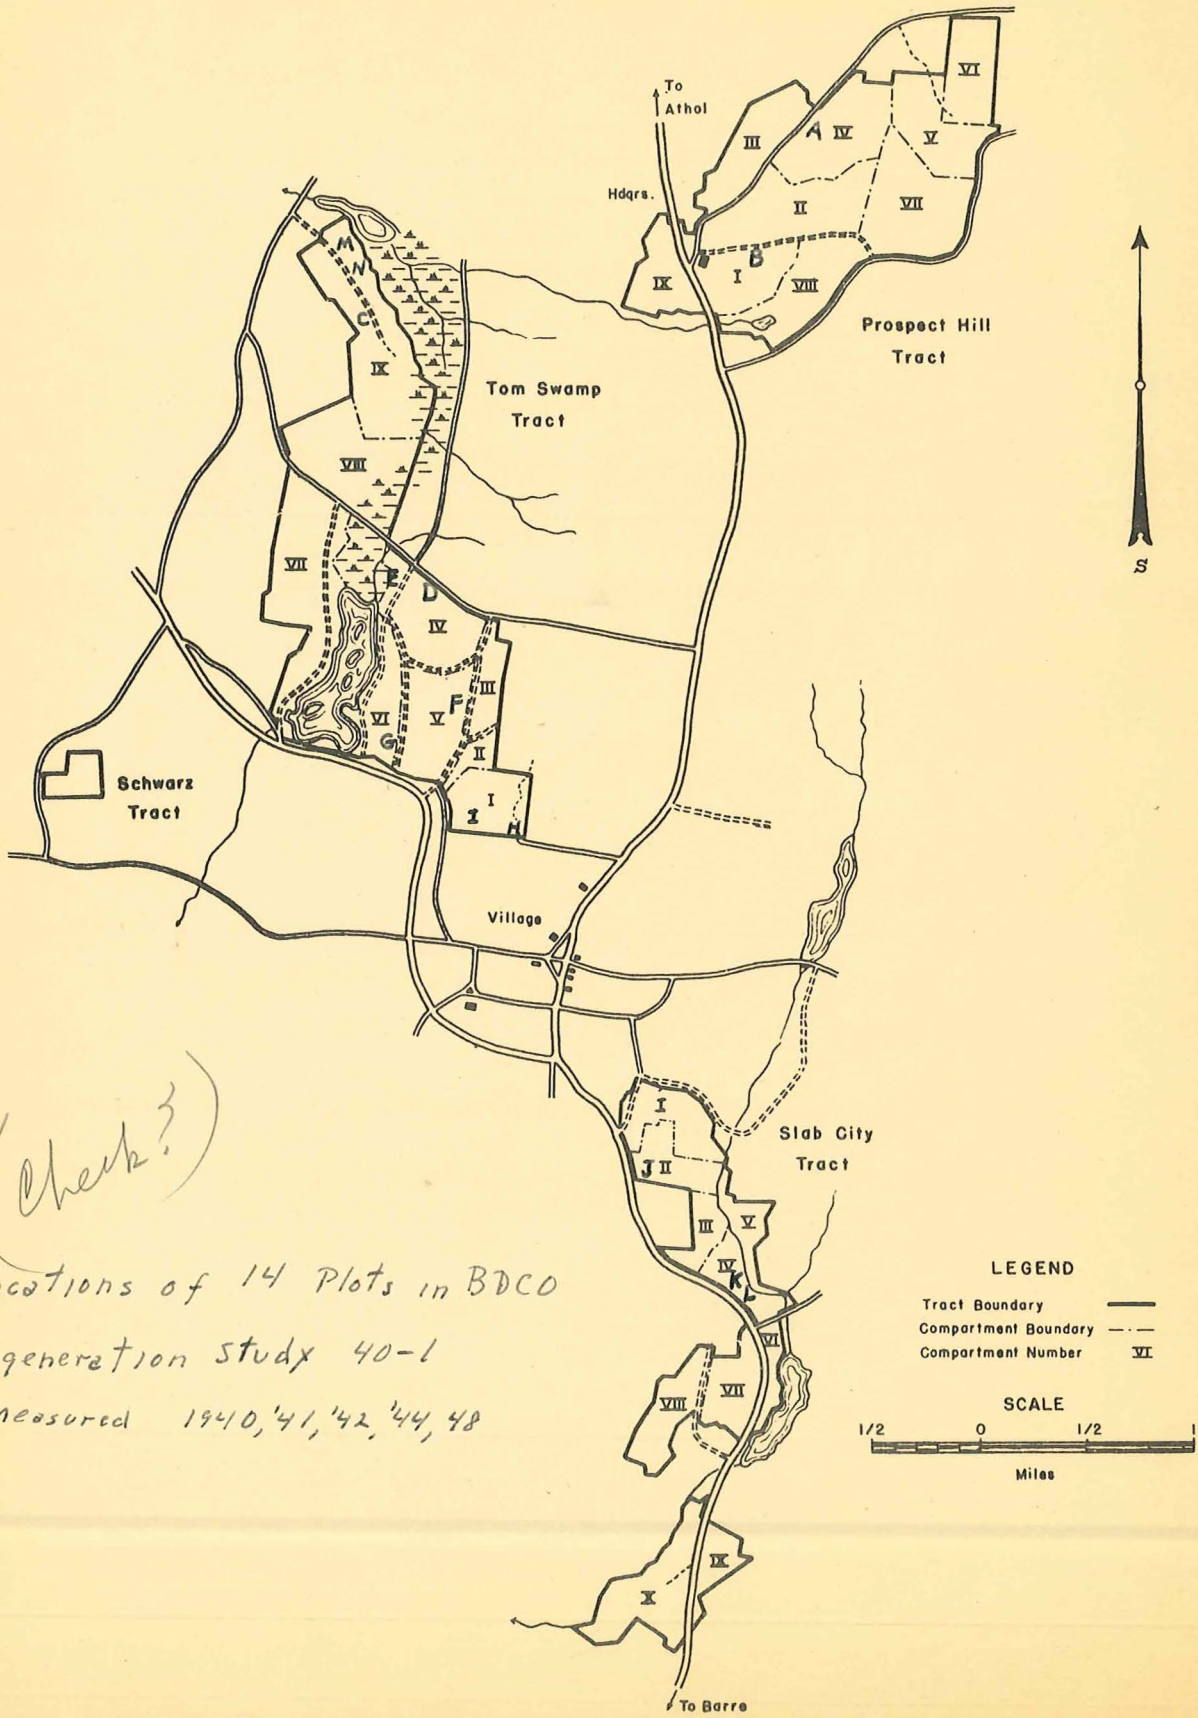 To
Athol
VI
III
A IV
V
Hdqrs.
II
VII
M
N
B
I
VIII
IX
C
Prospect Hill
Tract
IX
Tom Swamp
Tract
VIII
VII
E
D
IV
S
III
F
VI
V
G
II
Schwarz
Tract
I
I
H
Village
I
Slab City
Tract
J II
III
V
IV
K
L
(Check?)
ocations of 14 Plots in BDCO
generation Study 40-1
measured 1940, '41, '42, '44, 48
VI
VII
VIII
LEGEND
Tract Boundary
Compartment Boundary
Compartment Number VI
SCALE
1/2 0 1/2 1
Miles
IX
X
To Barre